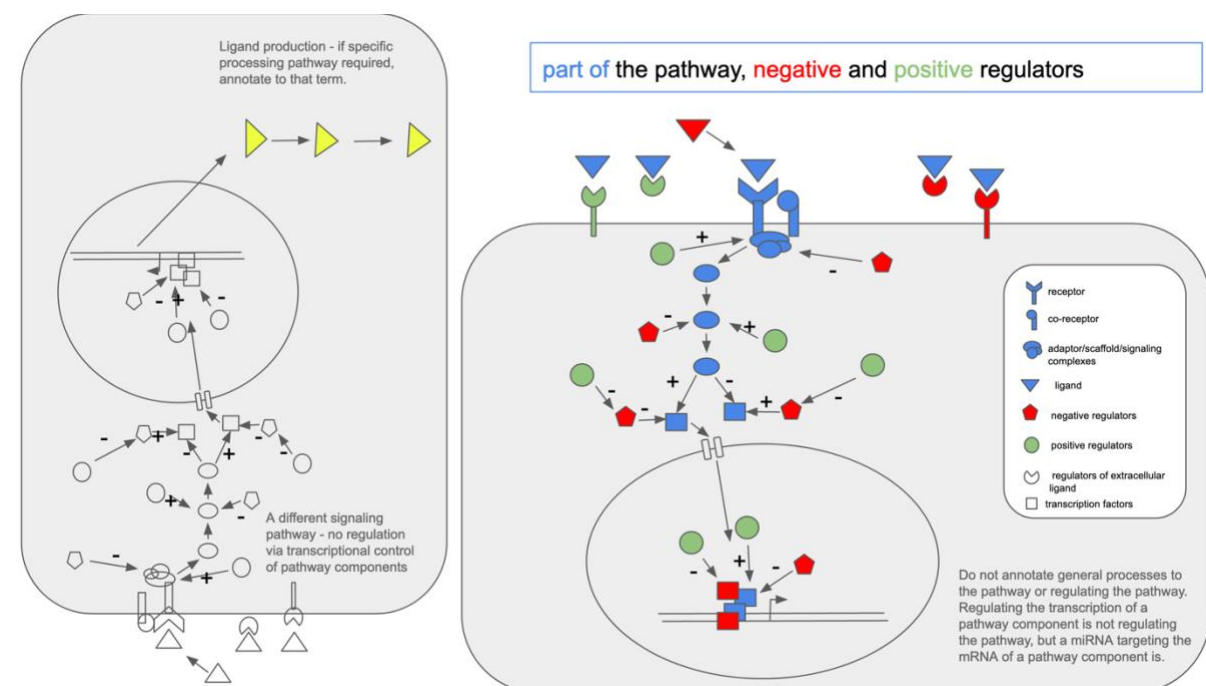 Ligand production - if specific
processing pathway required,
annotate to that term.
- + -
- + - + - -
+ -
A different signaling
pathway - no regulation
via transcriptional control
of pathway components
- +
part of the pathway, negative and positive regulators
+ -
- +
+ -
- - + -
- + -
receptor
co-receptor
adaptor/scaffold/signaling
complexes
ligand
negative regulators
positive regulators
regulators of extracellular
ligand
transcription factors
Do not annotate general processes to
the pathway or regulating the pathway.
Regulating the transcription of a
pathway component is not regulating
the pathway, but a miRNA targeting the
mRNA of a pathway component is.